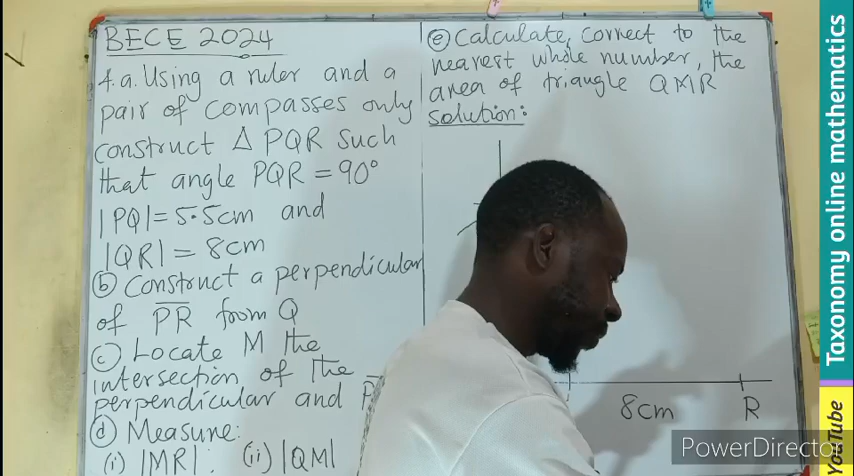 BECE 2024
4.a. Using a ruler and a
pair of compasses only
construct Δ PQR such
that angle PQR = 90°
|PQ| = 5.5cm and
|QR| = 8cm
ⓑ Construct a perpendicular
of PR from Q
ⓒ Locate M the
intersection of the
perpendicular and
ⓓ Measure:
(i) |MR|: (ii) |QM|
ⓔ Calculate, correct to the
nearest whole number, the
area of triangle QMR
Solution:
8cm R
PowerDirector
Taxonomy online mathematics
YouTube